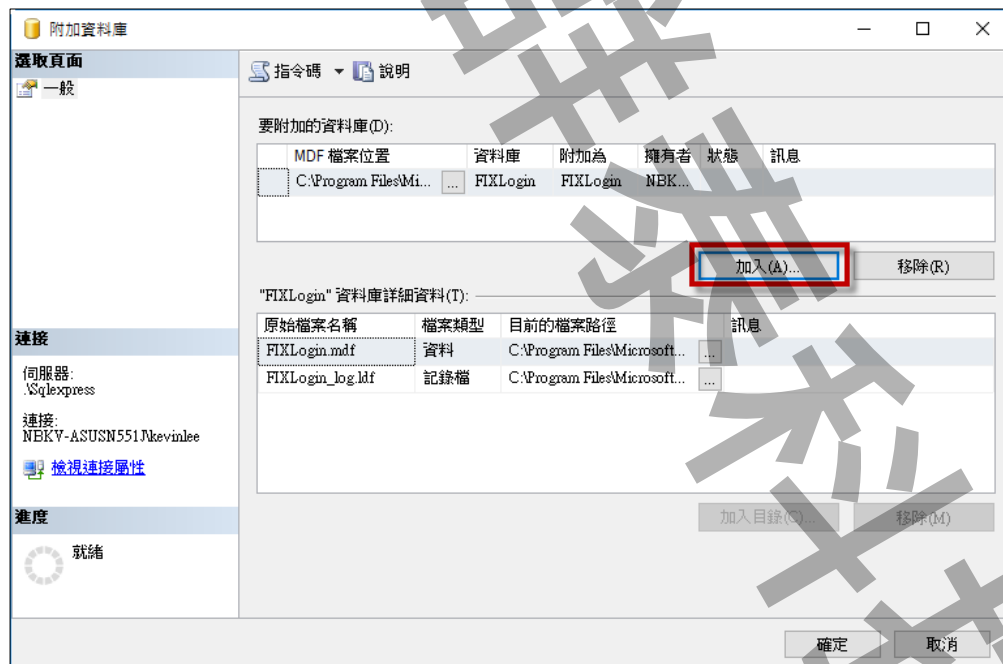 附加資料庫
選取頁面
一般
指令碼 說明
要附加的資料庫(D):
MDF 檔案位置 資料庫 附加為 擁有者 狀態 訊息
C:\Program Files\Mi... ... FIXLogin FIXLogin NBK...
加入(A)... 移除(R)
"FIXLogin" 資料庫詳細資料(T):
原始檔案名稱 檔案類型 目前的檔案路徑 訊息
FIXLogin.mdf 資料 C:\Program Files\Microsoft... ...
FIXLogin_log.ldf 記錄檔 C:\Program Files\Microsoft... ...
連接
伺服器:
.\Sqlexpress
連接:
NBKV-ASUSN551J\kevinlee
檢視連接屬性
加入目錄(C)... 移除(M)
進度
就緒
確定 取消